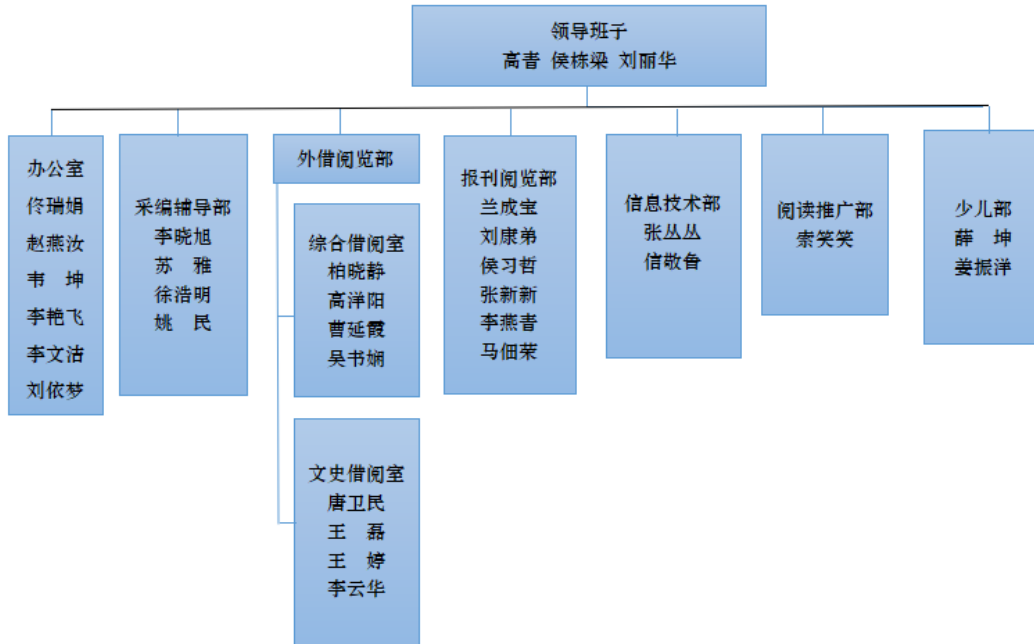 领导班子
高青 侯栋梁 刘丽华
办公室
佟瑞娟
赵燕汝
韦 坤
李艳飞
李文洁
刘依梦
采编辅导部
李晓旭
苏 雅
徐浩明
姚 民
外借阅览部
综合借阅室
柏晓静
高洋阳
曹延霞
吴书娴
文史借阅室
唐卫民
王 磊
王 婷
李云华
报刊阅览部
兰成宝
刘康弟
侯习哲
张新新
李燕青
马佃荣
信息技术部
张丛丛
信敬鲁
阅读推广部
索笑笑
少儿部
薛 坤
姜振洋